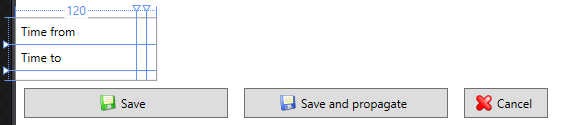 120
Time from
Time to
Save
Save and propagate
Cancel